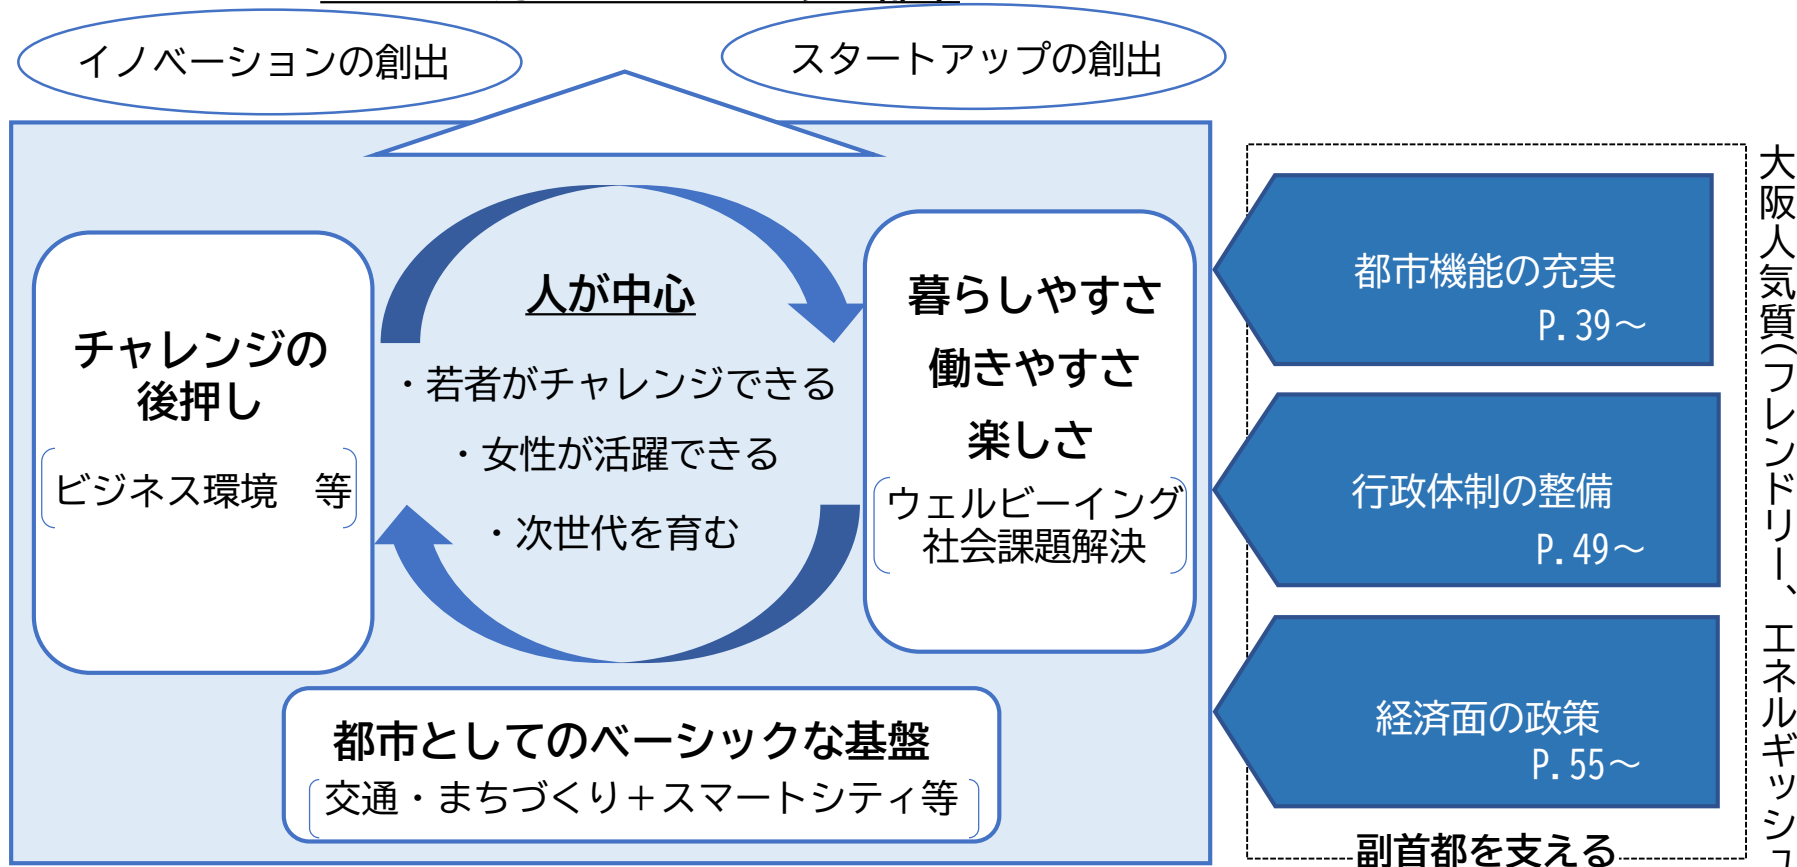 イノベーションの創出
スタートアップの創出
チャレンジの
後押し
ビジネス環境　等
人が中心
・若者がチャレンジできる
・女性が活躍できる
・次世代を育む
暮らしやすさ
働きやすさ
楽しさ
ウェルビーイング
社会課題解決
都市としてのベーシックな基盤
交通・まちづくり＋スマートシティ等
都市機能の充実
P.39～
行政体制の整備
P.49～
経済面の政策
P.55～
副首都を支える
大阪人気質(フレンドリー、エネルギッシュ